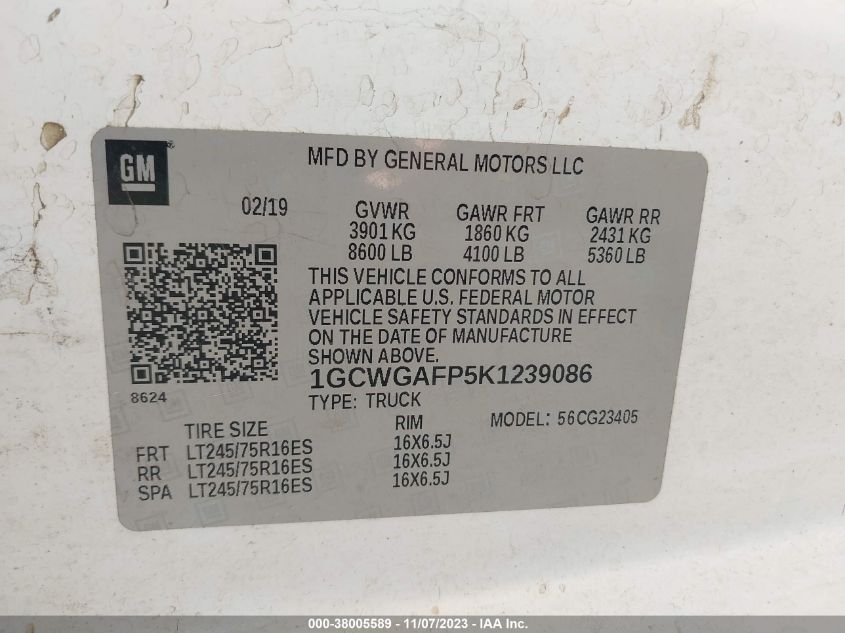 GM
MFD BY GENERAL MOTORS LLC
02/19 GVWR GAWR FRT GAWR RR
3901 KG 1860 KG 2431 KG
8600 LB 4100 LB 5360 LB
THIS VEHICLE CONFORMS TO ALL
APPLICABLE U.S. FEDERAL MOTOR
VEHICLE SAFETY STANDARDS IN EFFECT
ON THE DATE OF MANUFACTURE
SHOWN ABOVE.
1GCWGAFP5K1239086
8624
TYPE: TRUCK
TIRE SIZE RIM MODEL: 56CG23405
FRT LT245/75R16ES 16X6.5J
RR LT245/75R16ES 16X6.5J
SPA LT245/75R16ES 16X6.5J
000-38005589 - 11/07/2023 - IAA INC.